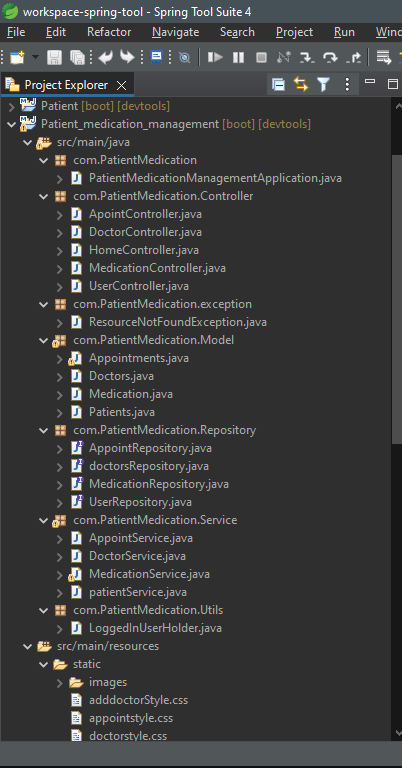 workspace-spring-tool - Spring Tool Suite 4
File Edit Refactor Navigate Search Project Run Window
Project Explorer
Patient [boot] [devtools]
Patient_medication_management [boot] [devtools]
src/main/java
com.PatientMedication
PatientMedicationManagementApplication.java
com.PatientMedication.Controller
ApointController.java
DoctorController.java
HomeController.java
MedicationController.java
UserController.java
com.PatientMedication.exception
ResourceNotFoundException.java
com.PatientMedication.Model
Appointments.java
Doctors.java
Medication.java
Patients.java
com.PatientMedication.Repository
AppointRepository.java
doctorsRepository.java
MedicationRepository.java
UserRepository.java
com.PatientMedication.Service
AppointService.java
DoctorService.java
MedicationService.java
patientService.java
com.PatientMedication.Utils
LoggedInUserHolder.java
src/main/resources
static
images
adddoctorStyle.css
appointstyle.css
doctorstyle.css